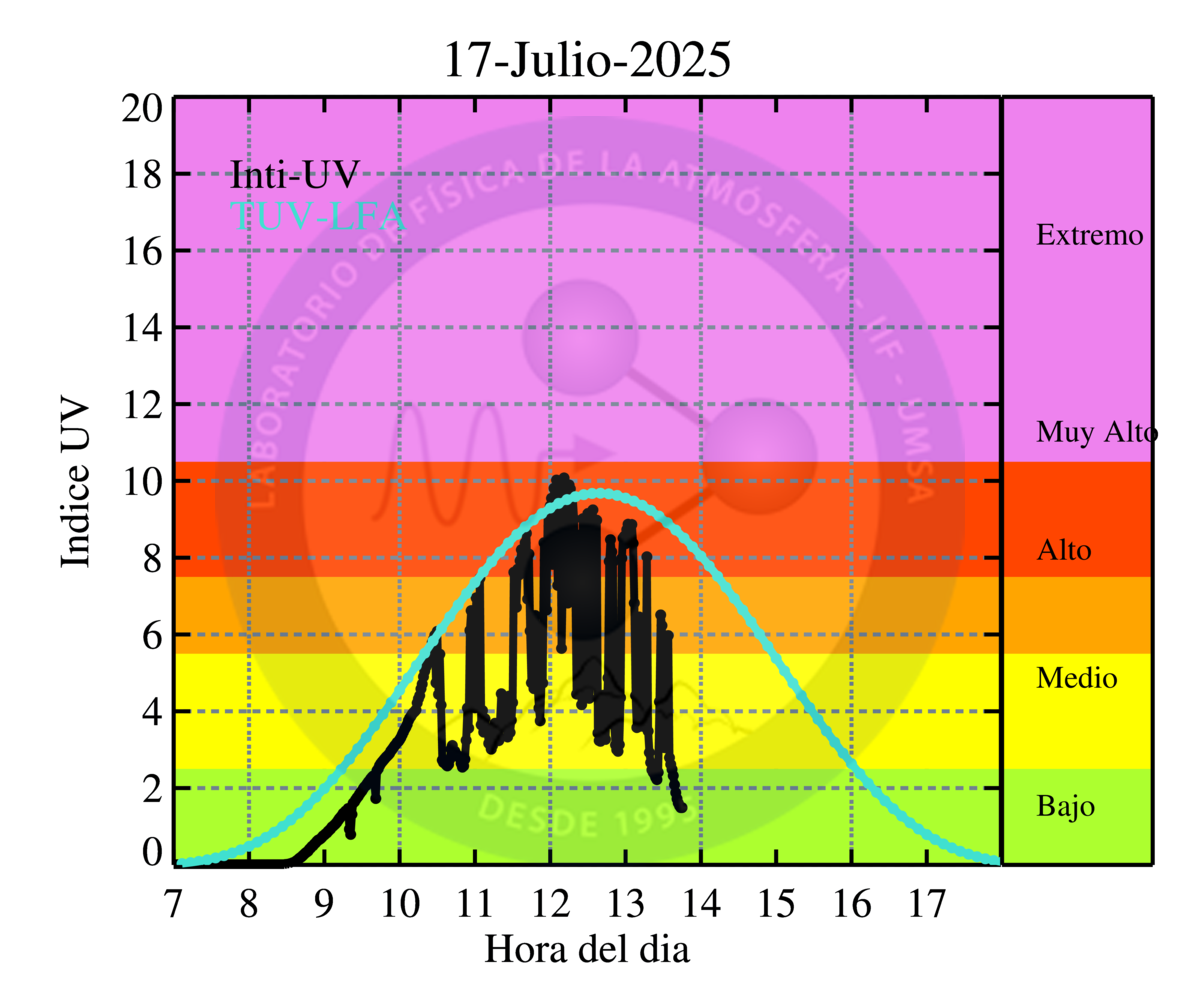 17-Julio-2025
Inti-UV
TUV-LFA
LABORATORIO DE FÍSICA DE LA ATMÓSFERA - IIF - UMSA
DESDE 1995
20
18
16
14
12
10
8
6
4
2
0
Indice UV
7 8 9 10 11 12 13 14 15 16 17
Hora del dia
Extremo
Muy Alto
Alto
Medio
Bajo